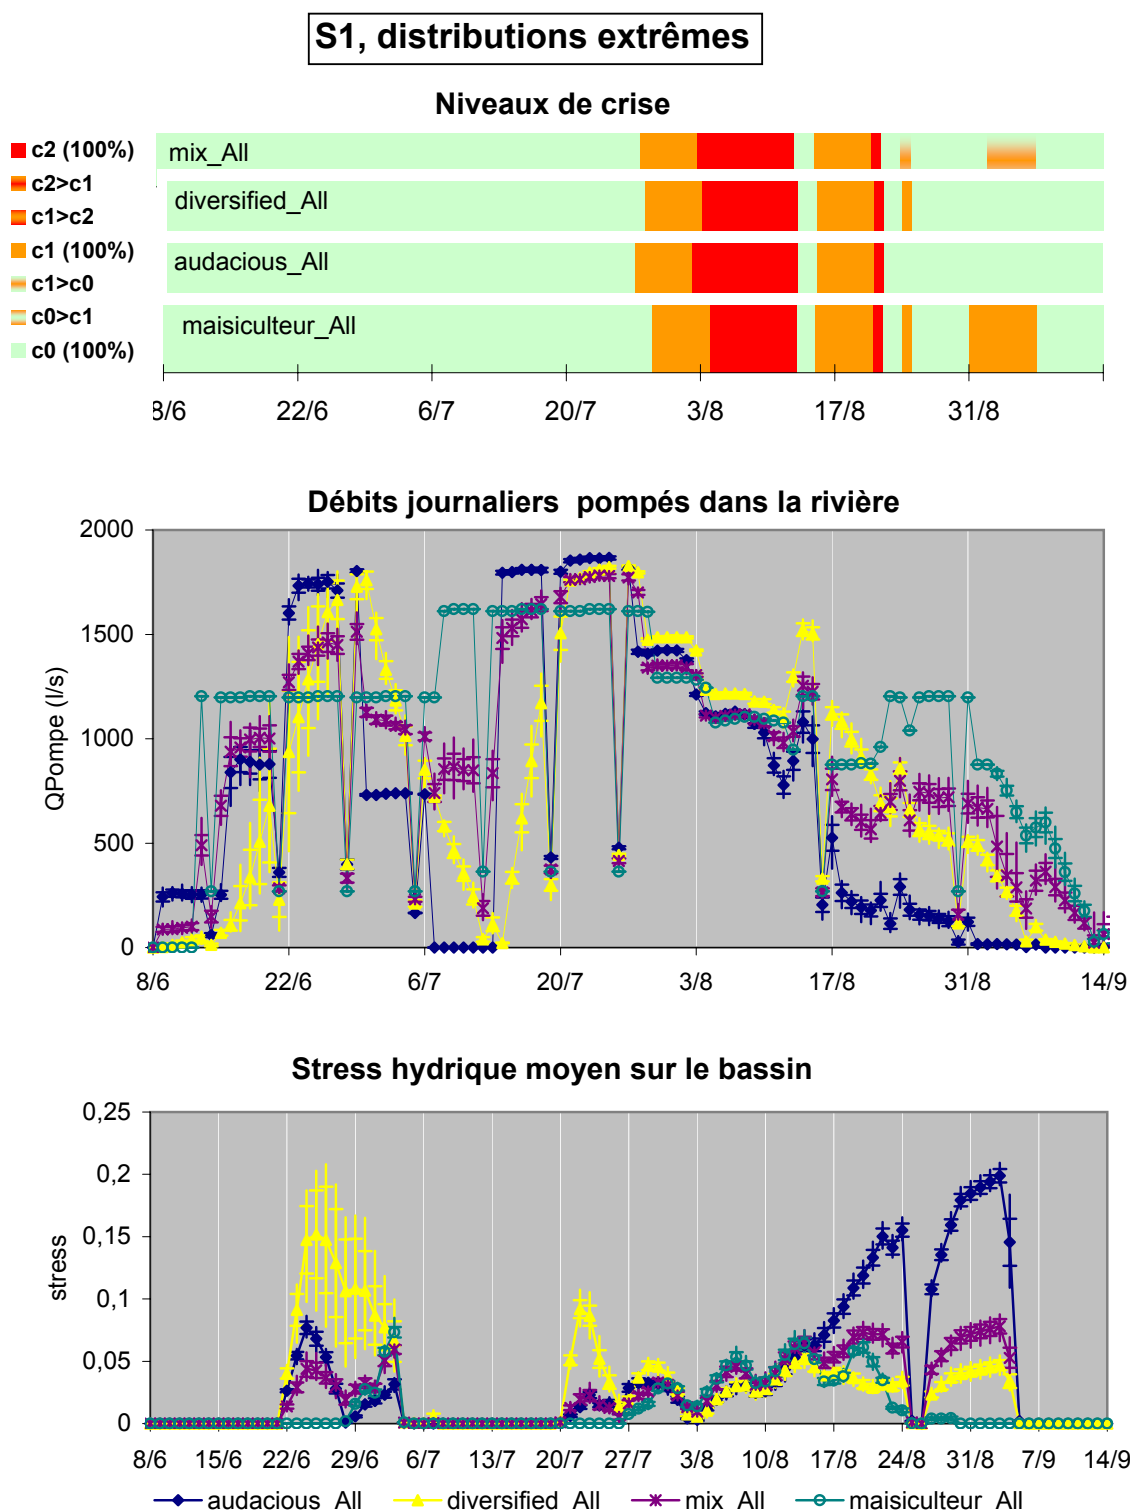 S1, distributions extrêmes
Niveaux de crise
c2 (100%)
c2>c1
c1>c2
c1 (100%)
c1>c0
c0>c1
c0 (100%)
mix_All
diversified_All
audacious_All
maisiculteur_All
8/6 22/6 6/7 20/7 3/8 17/8 31/8
Débits journaliers pompés dans la rivière
QPompe (l/s)
2000
1500
1000
500
0
8/6 22/6 6/7 20/7 3/8 17/8 31/8 14/9
Stress hydrique moyen sur le bassin
stress
0,25
0,2
0,15
0,1
0,05
0
8/6 15/6 22/6 29/6 6/7 13/7 20/7 27/7 3/8 10/8 17/8 24/8 31/8 7/9 14/9
audacious_All diversified_All mix_All maisiculteur_All